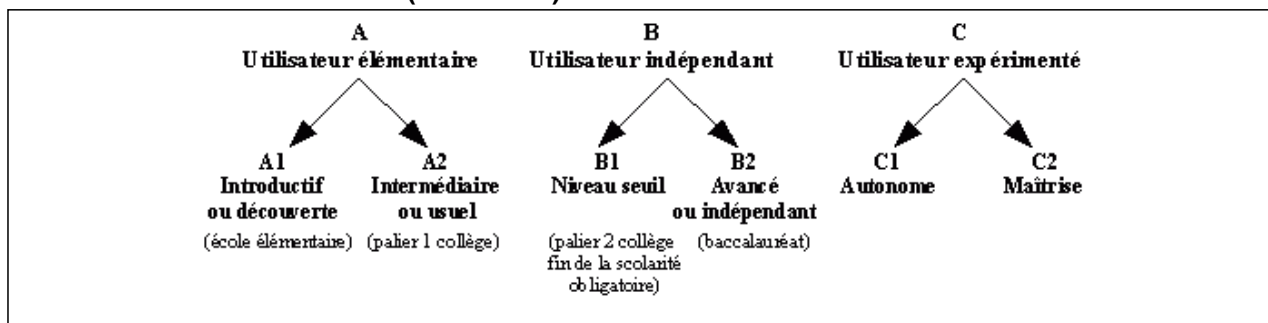 A
Utilisateur élémentaire
B
Utilisateur indépendant
C
Utilisateur expérimenté
A1
Introductif
ou découverte
(école élémentaire)
A2
Intermédiaire
ou usuel
(palier 1 collège)
B1
Niveau seuil
(palier 2 collège
fin de la scolarité
obligatoire)
B2
Avancé
ou indépendant
(baccalauréat)
C1
Autonome
C2
Maîtrise